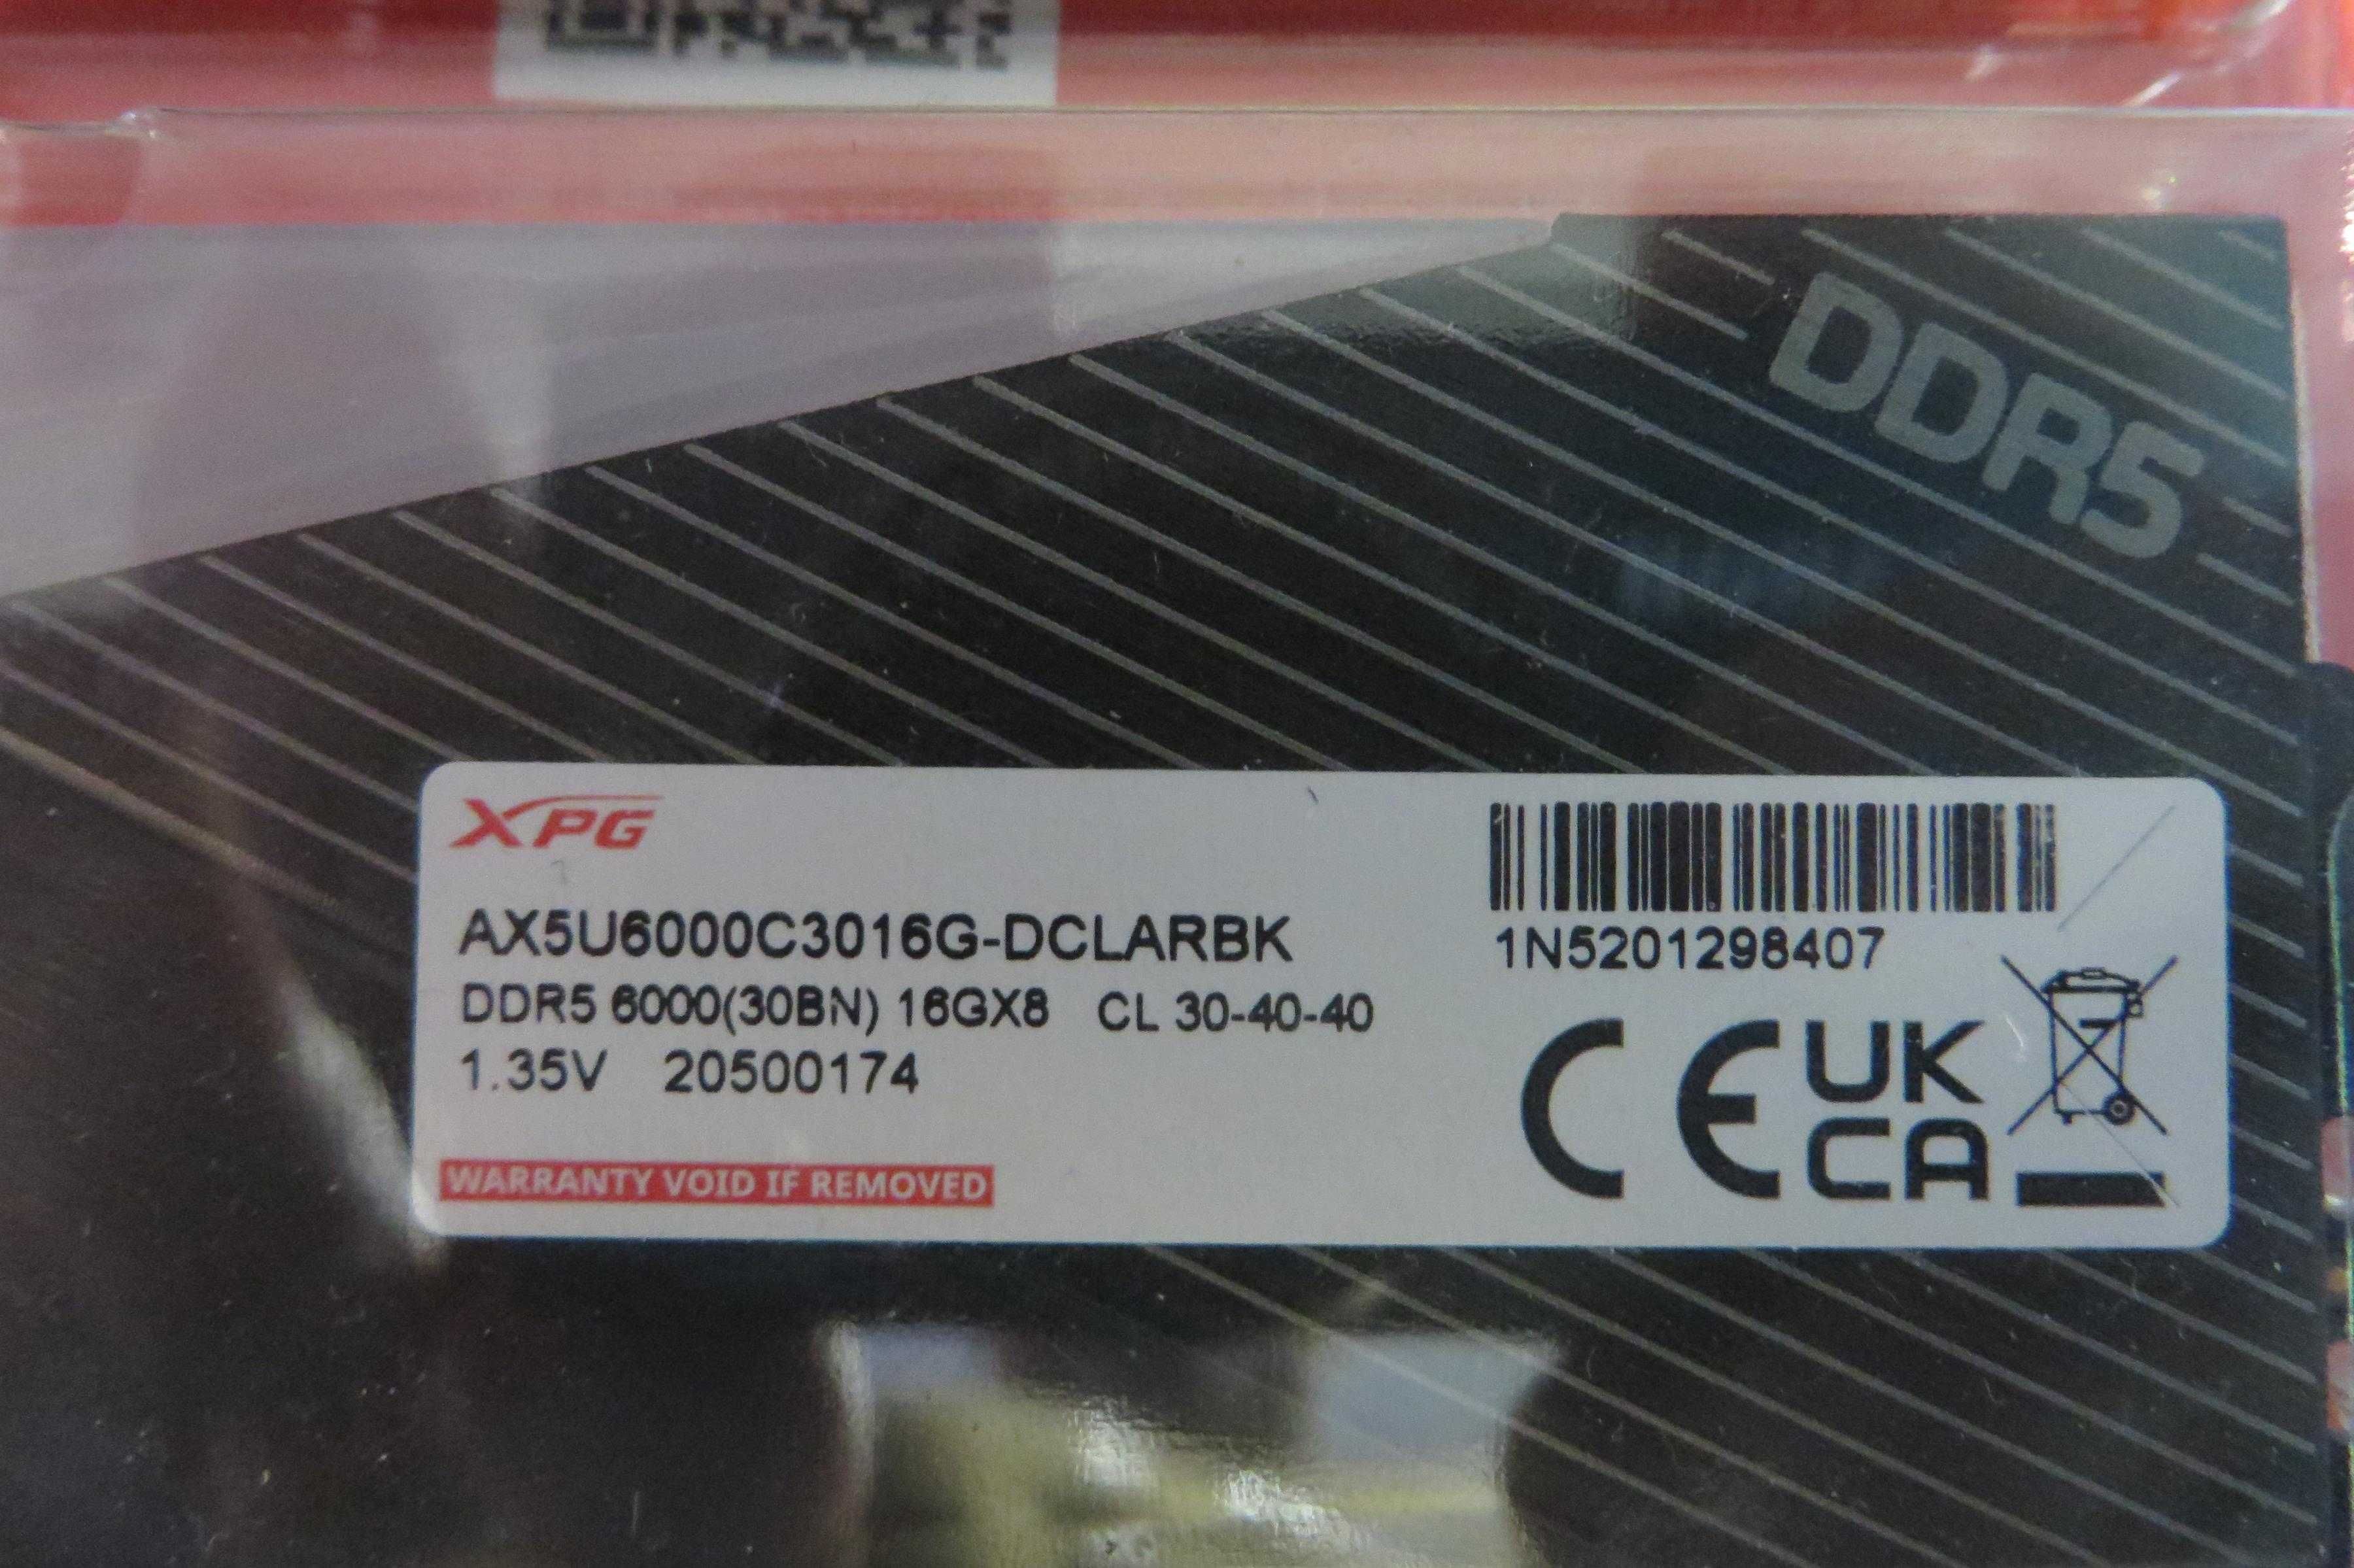 DDR5
XPG
AX5U6000C3016G-DCLARBK
1N5201298407
DDR5 6000(30BN) 16GX8 CL 30-40-40
1.35V 20500174
CE UK
CA
WARRANTY VOID IF REMOVED